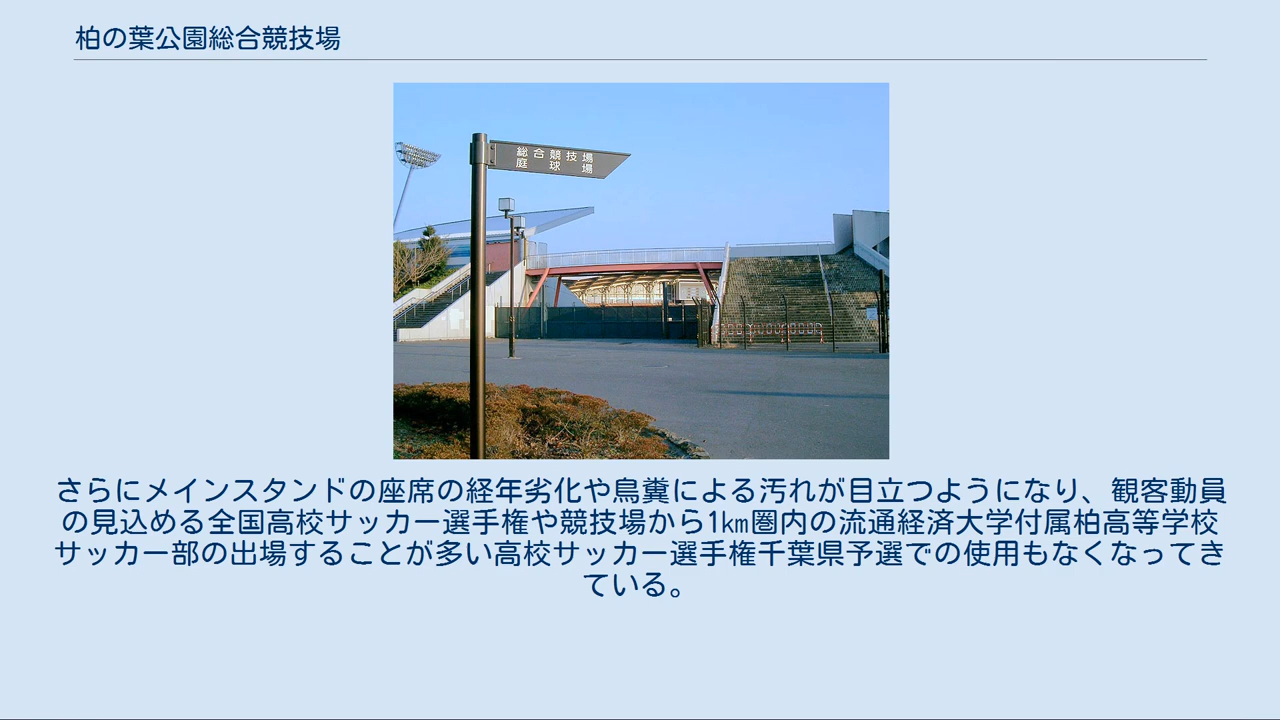 柏の葉公園総合競技場
総合競技場
庭球場
さらにメインスタンドの座席の経年劣化や鳥糞による汚れが目立つようになり、観客動員
の見込める全国高校サッカー選手権や競技場から1㎞圏内の流通経済大学付属柏高等学校
サッカー部の出場することが多い高校サッカー選手権千葉県予選での使用もなくなってき
ている。